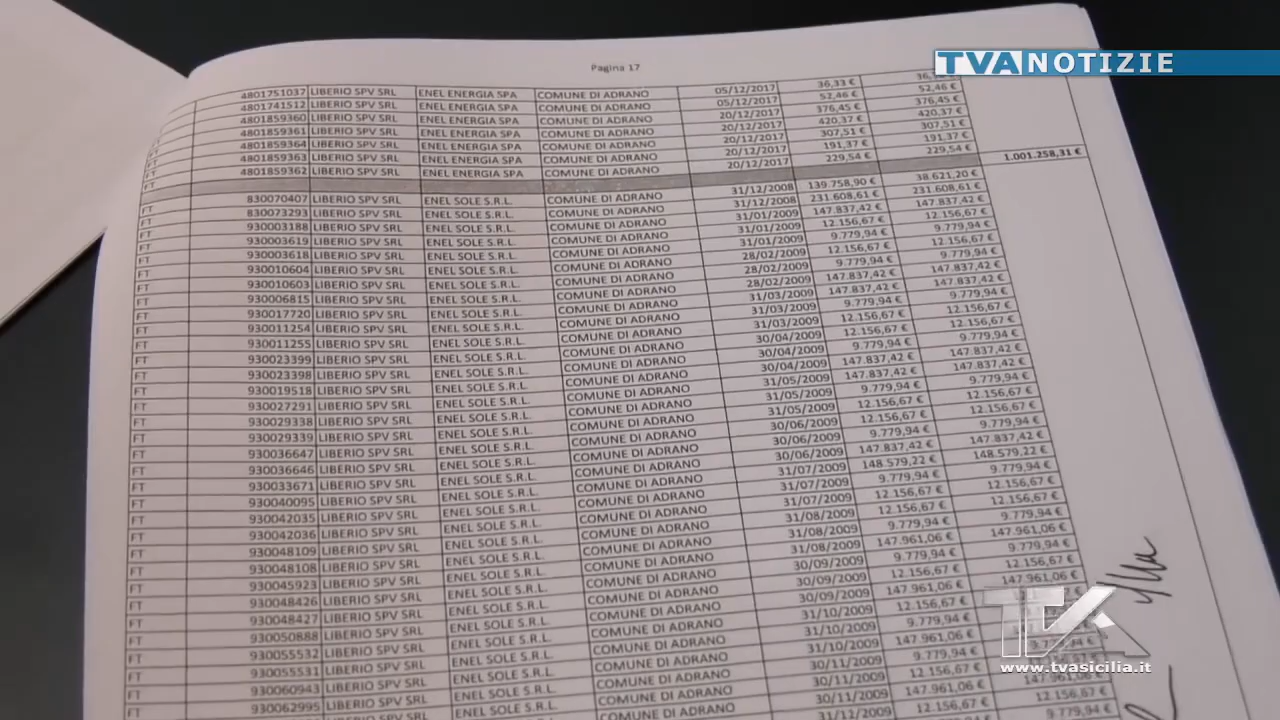 TVANOTIZIE
Pagina 17
4801751037 LIBERIO SPV SRL ENEL ENERGIA SPA COMUNE DI ADRANO 05/12/2017 36,33 €
4801741512 LIBERIO SPV SRL ENEL ENERGIA SPA COMUNE DI ADRANO 05/12/2017 52,46 € 52,46 €
4801859360 LIBERIO SPV SRL ENEL ENERGIA SPA COMUNE DI ADRANO 20/12/2017 376,45 € 376,45 €
4801859361 LIBERIO SPV SRL ENEL ENERGIA SPA COMUNE DI ADRANO 20/12/2017 420,37 € 420,37 €
4801859364 LIBERIO SPV SRL ENEL ENERGIA SPA COMUNE DI ADRANO 20/12/2017 307,51 € 307,51 €
4801859363 LIBERIO SPV SRL ENEL ENERGIA SPA COMUNE DI ADRANO 20/12/2017 191,37 € 191,37 €
FT 4801859362 LIBERIO SPV SRL ENEL ENERGIA SPA COMUNE DI ADRANO 20/12/2017 229,54 € 229,54 €
1.001.258,31 €
FT 830070407 LIBERIO SPV SRL ENEL SOLE S.R.L. COMUNE DI ADRANO 31/12/2008 139.758,90 € 38.621,20 €
FT 830073293 LIBERIO SPV SRL ENEL SOLE S.R.L. COMUNE DI ADRANO 31/12/2008 231.608,61 € 231.608,61 €
FT 930003188 LIBERIO SPV SRL ENEL SOLE S.R.L. COMUNE DI ADRANO 31/01/2009 147.837,42 € 147.837,42 €
FT 930003619 LIBERIO SPV SRL ENEL SOLE S.R.L. COMUNE DI ADRANO 31/01/2009 12.156,67 € 12.156,67 €
FT 930003618 LIBERIO SPV SRL ENEL SOLE S.R.L. COMUNE DI ADRANO 31/01/2009 9.779,94 € 9.779,94 €
FT 930010604 LIBERIO SPV SRL ENEL SOLE S.R.L. COMUNE DI ADRANO 28/02/2009 12.156,67 € 12.156,67 €
FT 930010603 LIBERIO SPV SRL ENEL SOLE S.R.L. COMUNE DI ADRANO 28/02/2009 9.779,94 € 9.779,94 €
FT 930006815 LIBERIO SPV SRL ENEL SOLE S.R.L. COMUNE DI ADRANO 28/02/2009 147.837,42 € 147.837,42 €
FT 930017720 LIBERIO SPV SRL ENEL SOLE S.R.L. COMUNE DI ADRANO 31/03/2009 147.837,42 € 147.837,42 €
FT 930011254 LIBERIO SPV SRL ENEL SOLE S.R.L. COMUNE DI ADRANO 31/03/2009 9.779,94 € 9.779,94 €
FT 930011255 LIBERIO SPV SRL ENEL SOLE S.R.L. COMUNE DI ADRANO 31/03/2009 12.156,67 € 12.156,67 €
FT 930023399 LIBERIO SPV SRL ENEL SOLE S.R.L. COMUNE DI ADRANO 30/04/2009 12.156,67 € 12.156,67 €
FT 930023398 LIBERIO SPV SRL ENEL SOLE S.R.L. COMUNE DI ADRANO 30/04/2009 9.779,94 € 9.779,94 €
FT 930019518 LIBERIO SPV SRL ENEL SOLE S.R.L. COMUNE DI ADRANO 30/04/2009 147.837,42 € 147.837,42 €
FT 930027291 LIBERIO SPV SRL ENEL SOLE S.R.L. COMUNE DI ADRANO 31/05/2009 147.837,42 € 147.837,42 €
FT 930029338 LIBERIO SPV SRL ENEL SOLE S.R.L. COMUNE DI ADRANO 31/05/2009 9.779,94 € 9.779,94 €
FT 930029339 LIBERIO SPV SRL ENEL SOLE S.R.L. COMUNE DI ADRANO 31/05/2009 12.156,67 € 12.156,67 €
FT 930036647 LIBERIO SPV SRL ENEL SOLE S.R.L. COMUNE DI ADRANO 30/06/2009 12.156,67 € 12.156,67 €
FT 930036646 LIBERIO SPV SRL ENEL SOLE S.R.L. COMUNE DI ADRANO 30/06/2009 9.779,94 € 9.779,94 €
FT 930033671 LIBERIO SPV SRL ENEL SOLE S.R.L. COMUNE DI ADRANO 30/06/2009 147.837,42 € 147.837,42 €
FT 930040095 LIBERIO SPV SRL ENEL SOLE S.R.L. COMUNE DI ADRANO 31/07/2009 148.579,22 € 148.579,22 €
FT 930042035 LIBERIO SPV SRL ENEL SOLE S.R.L. COMUNE DI ADRANO 31/07/2009 9.779,94 € 9.779,94 €
FT 930042036 LIBERIO SPV SRL ENEL SOLE S.R.L. COMUNE DI ADRANO 31/07/2009 12.156,67 € 12.156,67 €
FT 930048109 LIBERIO SPV SRL ENEL SOLE S.R.L. COMUNE DI ADRANO 31/08/2009 12.156,67 € 12.156,67 €
FT 930048108 LIBERIO SPV SRL ENEL SOLE S.R.L. COMUNE DI ADRANO 31/08/2009 9.779,94 € 9.779,94 €
FT 930045923 LIBERIO SPV SRL ENEL SOLE S.R.L. COMUNE DI ADRANO 31/08/2009 147.961,06 € 147.961,06 €
FT 930048426 LIBERIO SPV SRL ENEL SOLE S.R.L. COMUNE DI ADRANO 30/09/2009 9.779,94 € 9.779,94 €
FT 930048427 LIBERIO SPV SRL ENEL SOLE S.R.L. COMUNE DI ADRANO 30/09/2009 12.156,67 € 12.156,67 €
FT 930050888 LIBERIO SPV SRL ENEL SOLE S.R.L. COMUNE DI ADRANO 30/09/2009 147.961,06 € 147.961,06 €
FT 930055532 LIBERIO SPV SRL ENEL SOLE S.R.L. COMUNE DI ADRANO 31/10/2009 12.156,67 €
FT 930055531 LIBERIO SPV SRL ENEL SOLE S.R.L. COMUNE DI ADRANO 31/10/2009 9.779,94 €
FT 930060943 LIBERIO SPV SRL ENEL SOLE S.R.L. COMUNE DI ADRANO 31/10/2009 147.961,06 €
FT 930062995 LIBERIO SPV SRL ENEL SOLE S.R.L. COMUNE DI ADRANO 30/11/2009 9.779,94 €
30/11/2009 12.156,67 €
30/11/2009 147.961,06 € 12.156,67 €
31/12/2009 12.156,67 €
9.779,94 €
TVA
www.tvasicilia.it